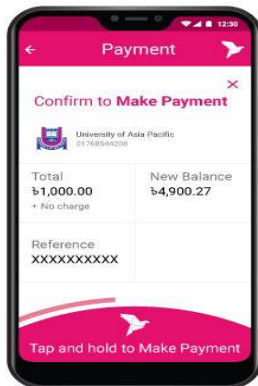 12:30
Payment
Confirm to Make Payment
University of Asia Pacific
01768544208
Total
৳1,000.00
+ No charge
New Balance
৳4,900.27
Reference
XXXXXXXXXX
Tap and hold to Make Payment